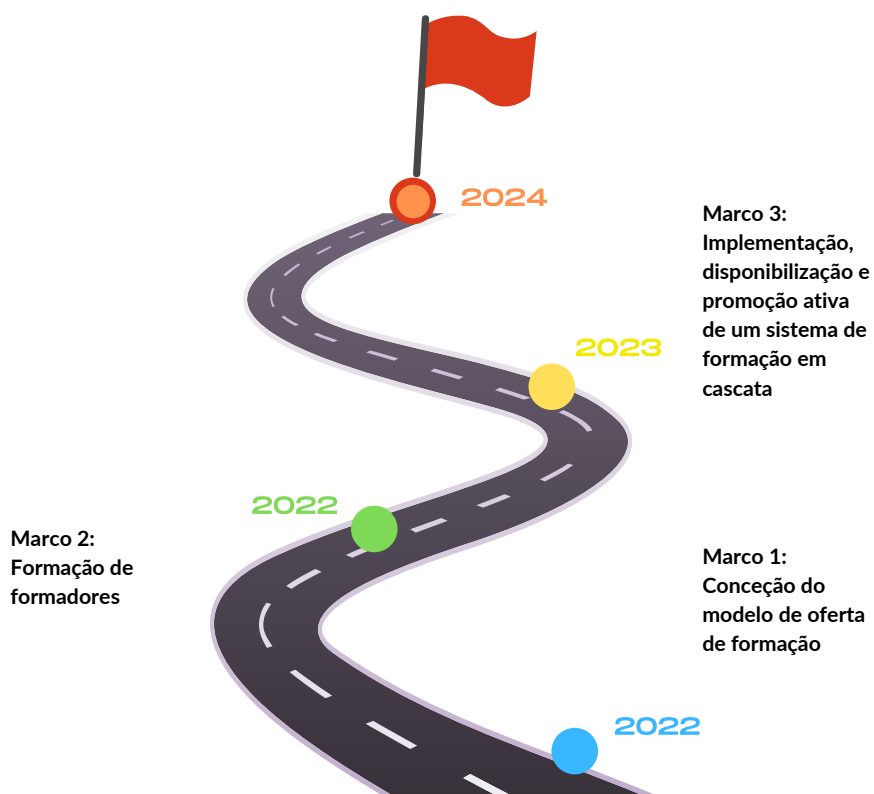 2024
Marco 3:
Implementação,
disponibilização e
promoção ativa
de um sistema de
formação em
cascata
2023
2022
Marco 2:
Formação de
formadores
Marco 1:
Conceção do
modelo de oferta
de formação
2022